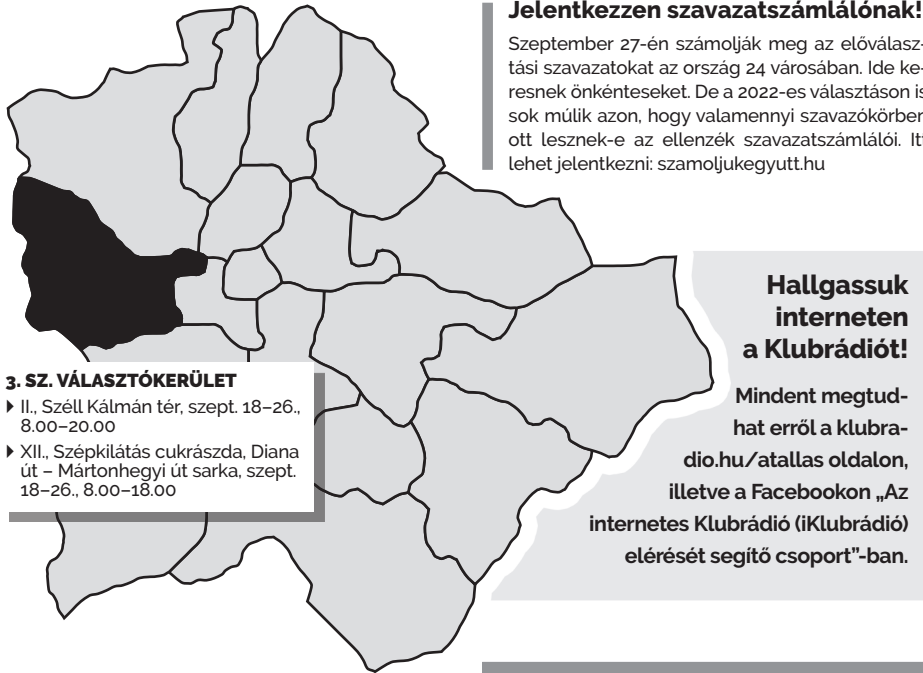 Jelentkezzen szavazatszámlálónak!
Szeptember 27-én számolják meg az előválasz-
tási szavazatokat az ország 24 városában. Ide ke-
resnek önkénteseket. De a 2022-es választáson is
sok múlik azon, hogy valamennyi szavazókörben
ott lesznek-e az ellenzék szavazatszámlálói. Itt
lehet jelentkezni: szamoljukegyutt.hu
Hallgassuk
interneten
a Klubrádiót!
Mindent megtud-
hat erről a klubra-
dio.hu/atallas oldalon,
illetve a Facebookon „Az
internetes Klubrádió (iKlubrádió)
elérését segítő csoport”-ban.
3. SZ. VÁLASZTÓKERÜLET
II., Széll Kálmán tér, szept. 18–26.,
8.00–20.00
XII., Szépkilátás cukrászda, Diana
út – Mártonhegyi út sarka, szept.
18–26., 8.00–18.00